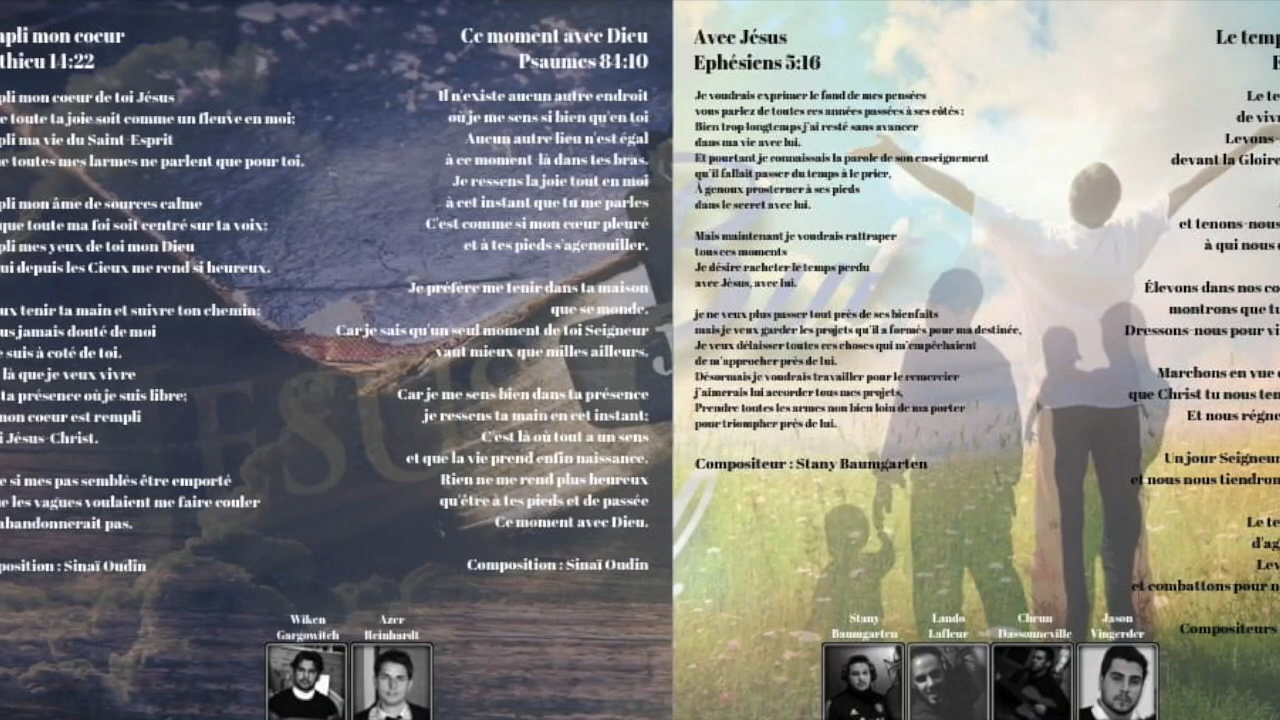 pli mon coeur
thieu 14:22
pli mon coeur de toi Jésus
e toute ta joie soit comme un fleuve en moi;
pli ma vie du Saint-Esprit
e toutes mes larmes ne parlent que pour toi.
pli mon âme de sources calme
que toute ma foi soit centré sur ta voix;
pli mes yeux de toi mon Dieu
ui depuis les Cieux me rend si heureux.
ux tenir ta main et suivre ton chemin;
us jamais douté de moi
e suis à coté de toi.
là que je veux vivre
ta présence où je suis libre;
mon coeur est rempli
i Jésus-Christ.
e si mes pas semblés être emporté
e les vagues voulaient me faire couler
abandonnerait pas.
position : Sinaï Oudin
Ce moment avec Dieu
Psaumes 84:10
Il n'existe aucun autre endroit
où je me sens si bien qu'en toi
Aucun autre lieu n'est égal
à ce moment-là dans tes bras.
Je ressens la joie tout en moi
à cet instant que tu me parles
C'est comme si mon cœur pleuré
et à tes pieds s'agenouiller.
Je préfère me tenir dans ta maison
que se monde.
Car je sais qu'un seul moment de toi Seigneur
vaut mieux que milles ailleurs.
Car je me sens bien dans ta présence
je ressens ta main en cet instant;
C'est là où tout a un sens
et que la vie prend enfin naissance.
Rien ne me rend plus heureux
qu'être à tes pieds et de passée
Ce moment avec Dieu.
Composition : Sinaï Oudin
Wiken
Gargowitch
Azer
Reinhardt
JESUS
Avec Jésus
Ephésiens 5:16
Je voudrais exprimer le fond de mes pensées
vous parlez de toutes ces années passées à ses côtés ;
Bien trop longtemps j'ai resté sans avancer
dans ma vie avec lui.
Et pourtant je connaissais la parole de son enseignement
qu'il fallait passer du temps à le prier,
À genoux prosterner à ses pieds
dans le secret avec lui.
Mais maintenant je voudrais rattraper
tous ces moments
Je désire racheter le temps perdu
avec Jésus, avec lui.
je ne veux plus passer tout près de ses bienfaits
mais je veux garder les projets qu'il a formés pour ma destinée,
Je veux délaisser toutes ces choses qui m'empêchaient
de m'approcher près de lui.
Désormais je voudrais travailler pour le remercier
j'aimerais lui accorder tous mes projets,
Prendre toutes les armes non bien loin de ma porter
pour triompher près de lui.
Compositeur : Stany Baumgarten
Le temp
E
Le te
de viv
Levons-
devant la Gloire
et tenons-nous
à qui nous
Élevons dans nos co
montrons que tu
Dressons-nous pour vi
Marchons en vue
que Christ tu nous ten
Et nous régne
Un jour Seigneur
et nous nous tiendron
Le te
d'ag
Lev
et combattons pour n
Compositeurs
Stany
Baumgarten
Lando
Lafleur
Cheun
Dassonneville
Jason
Vingerder